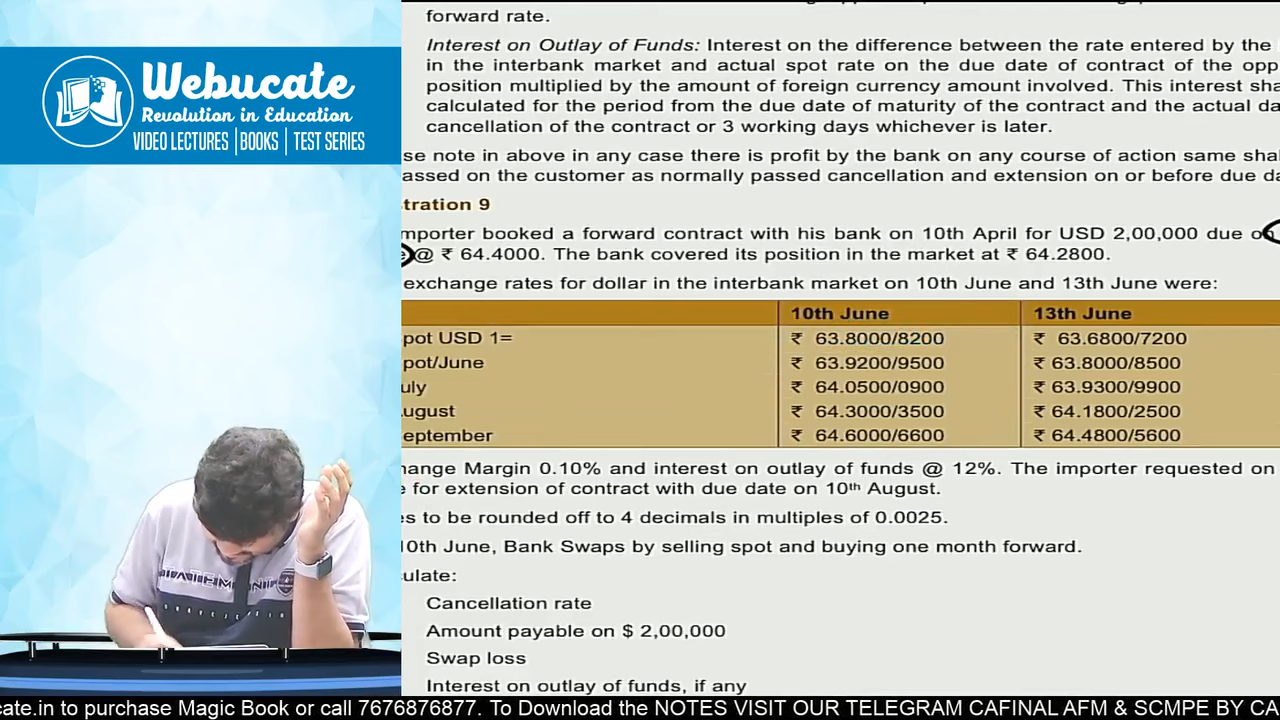 forward rate.
Interest on Outlay of Funds: Interest on the difference between the rate entered by the
in the interbank market and actual spot rate on the due date of contract of the opp
position multiplied by the amount of foreign currency amount involved. This interest sha
calculated for the period from the due date of maturity of the contract and the actual da
cancellation of the contract or 3 working days whichever is later.
se note in above in any case there is profit by the bank on any course of action same shal
assed on the customer as normally passed cancellation and extension on or before due da
Webucate
Revolution in Education
VIDEO LECTURES | BOOKS | TEST SERIES
stration 9
mporter booked a forward contract with his bank on 10th April for USD 2,00,000 due on
@ ₹ 64.4000. The bank covered its position in the market at ₹ 64.2800.
exchange rates for dollar in the interbank market on 10th June and 13th June were:
10th June 13th June
pot USD 1= ₹ 63.8000/8200 ₹ 63.6800/7200
pot/June ₹ 63.9200/9500 ₹ 63.8000/8500
uly ₹ 64.0500/0900 ₹ 63.9300/9900
ugust ₹ 64.3000/3500 ₹ 64.1800/2500
eptember ₹ 64.6000/6600 ₹ 64.4800/5600
hange Margin 0.10% and interest on outlay of funds @ 12%. The importer requested on
e for extension of contract with due date on 10th August.
es to be rounded off to 4 decimals in multiples of 0.0025.
10th June, Bank Swaps by selling spot and buying one month forward.
ulate:
Cancellation rate
Amount payable on $ 2,00,000
Swap loss
Interest on outlay of funds, if any
cate.in to purchase Magic Book or call 7676876877. To Download the NOTES VISIT OUR TELEGRAM CAFINAL AFM & SCMPE BY CA